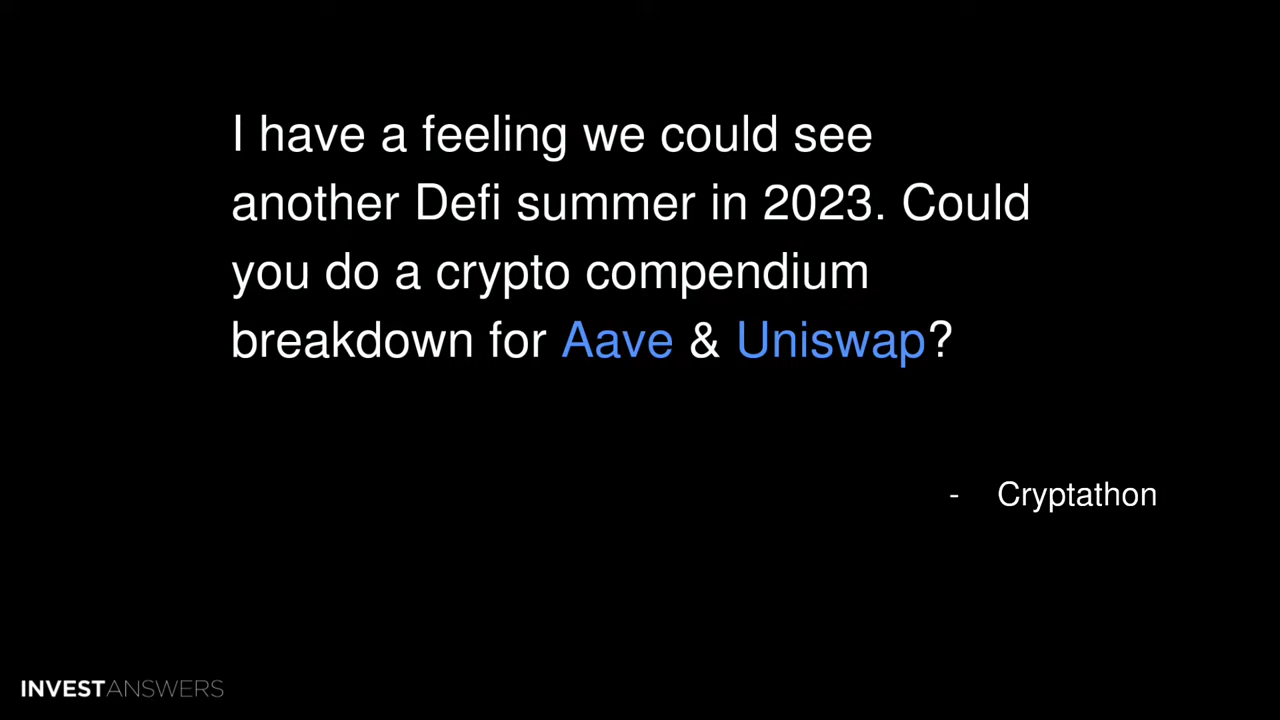 I have a feeling we could see
another Defi summer in 2023. Could
you do a crypto compendium
breakdown for Aave & Uniswap?
- Cryptathon
INVESTANSWERS